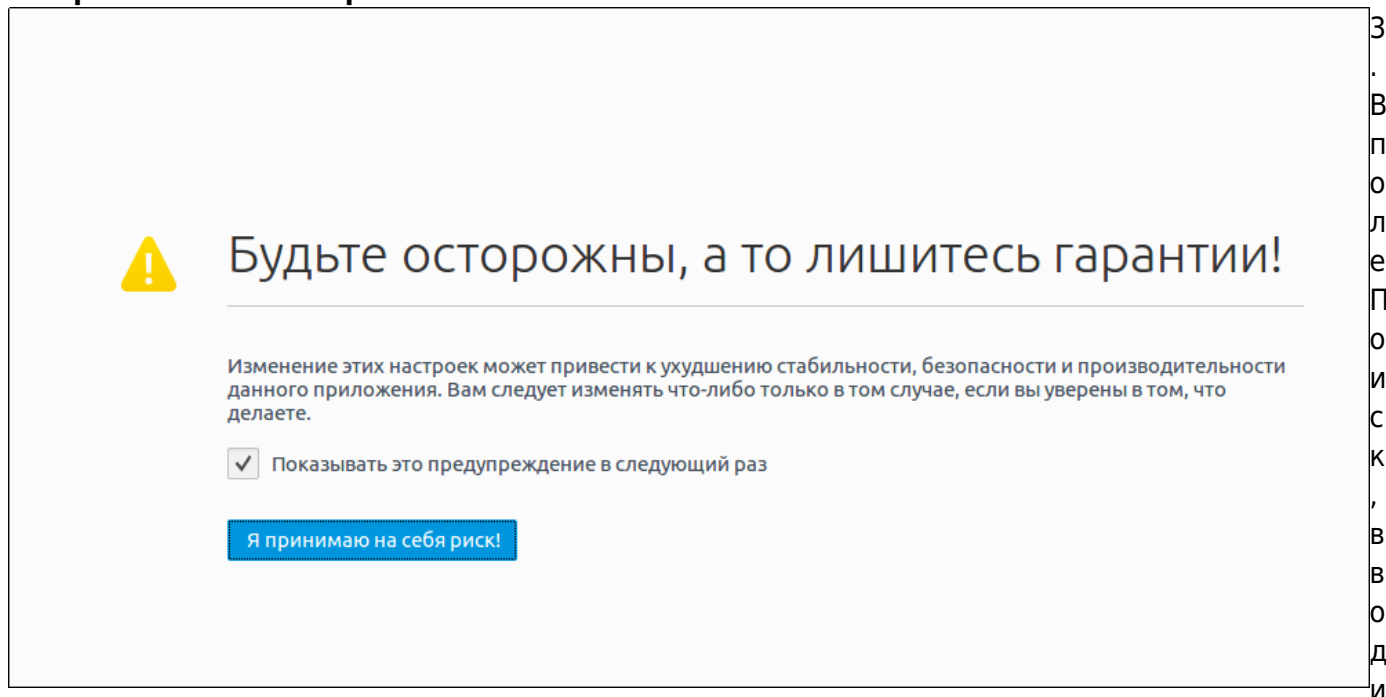 Будьте осторожны, а то лишитесь гарантии!
Изменение этих настроек может привести к ухудшению стабильности, безопасности и производительности
данного приложения. Вам следует изменять что-либо только в том случае, если вы уверены в том, что
делаете.
Показывать это предупреждение в следующий раз
Я принимаю на себя риск!
3
.
В
п
о
л
е
П
о
и
с
к
,
в
в
о
д
и